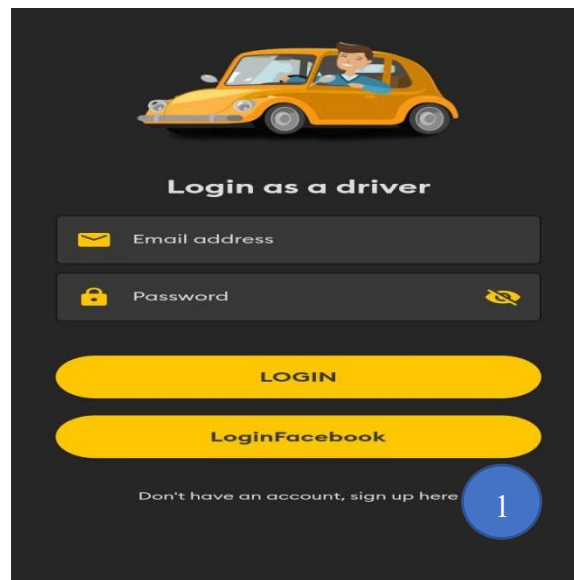 Login as a driver
Email address
Password
LOGIN
LoginFacebook
Don't have an account, sign up here
1